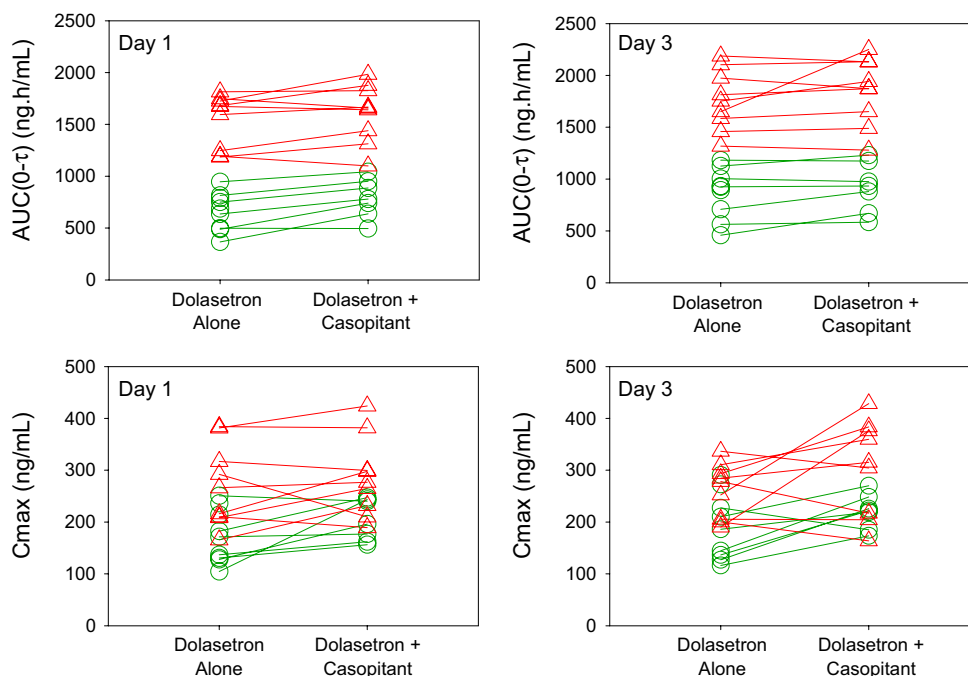 Day 1
AUC(0-τ) (ng.h/mL)
2500
2000
1500
1000
500
0
Dolasetron
Alone
Dolasetron +
Casopitant
Day 3
AUC(0-τ) (ng.h/mL)
2500
2000
1500
1000
500
0
Dolasetron
Alone
Dolasetron +
Casopitant
Day 1
Cmax (ng/mL)
500
400
300
200
100
0
Dolasetron
Alone
Dolasetron +
Casopitant
Day 3
Cmax (ng/mL)
500
400
300
200
100
0
Dolasetron
Alone
Dolasetron +
Casopitant